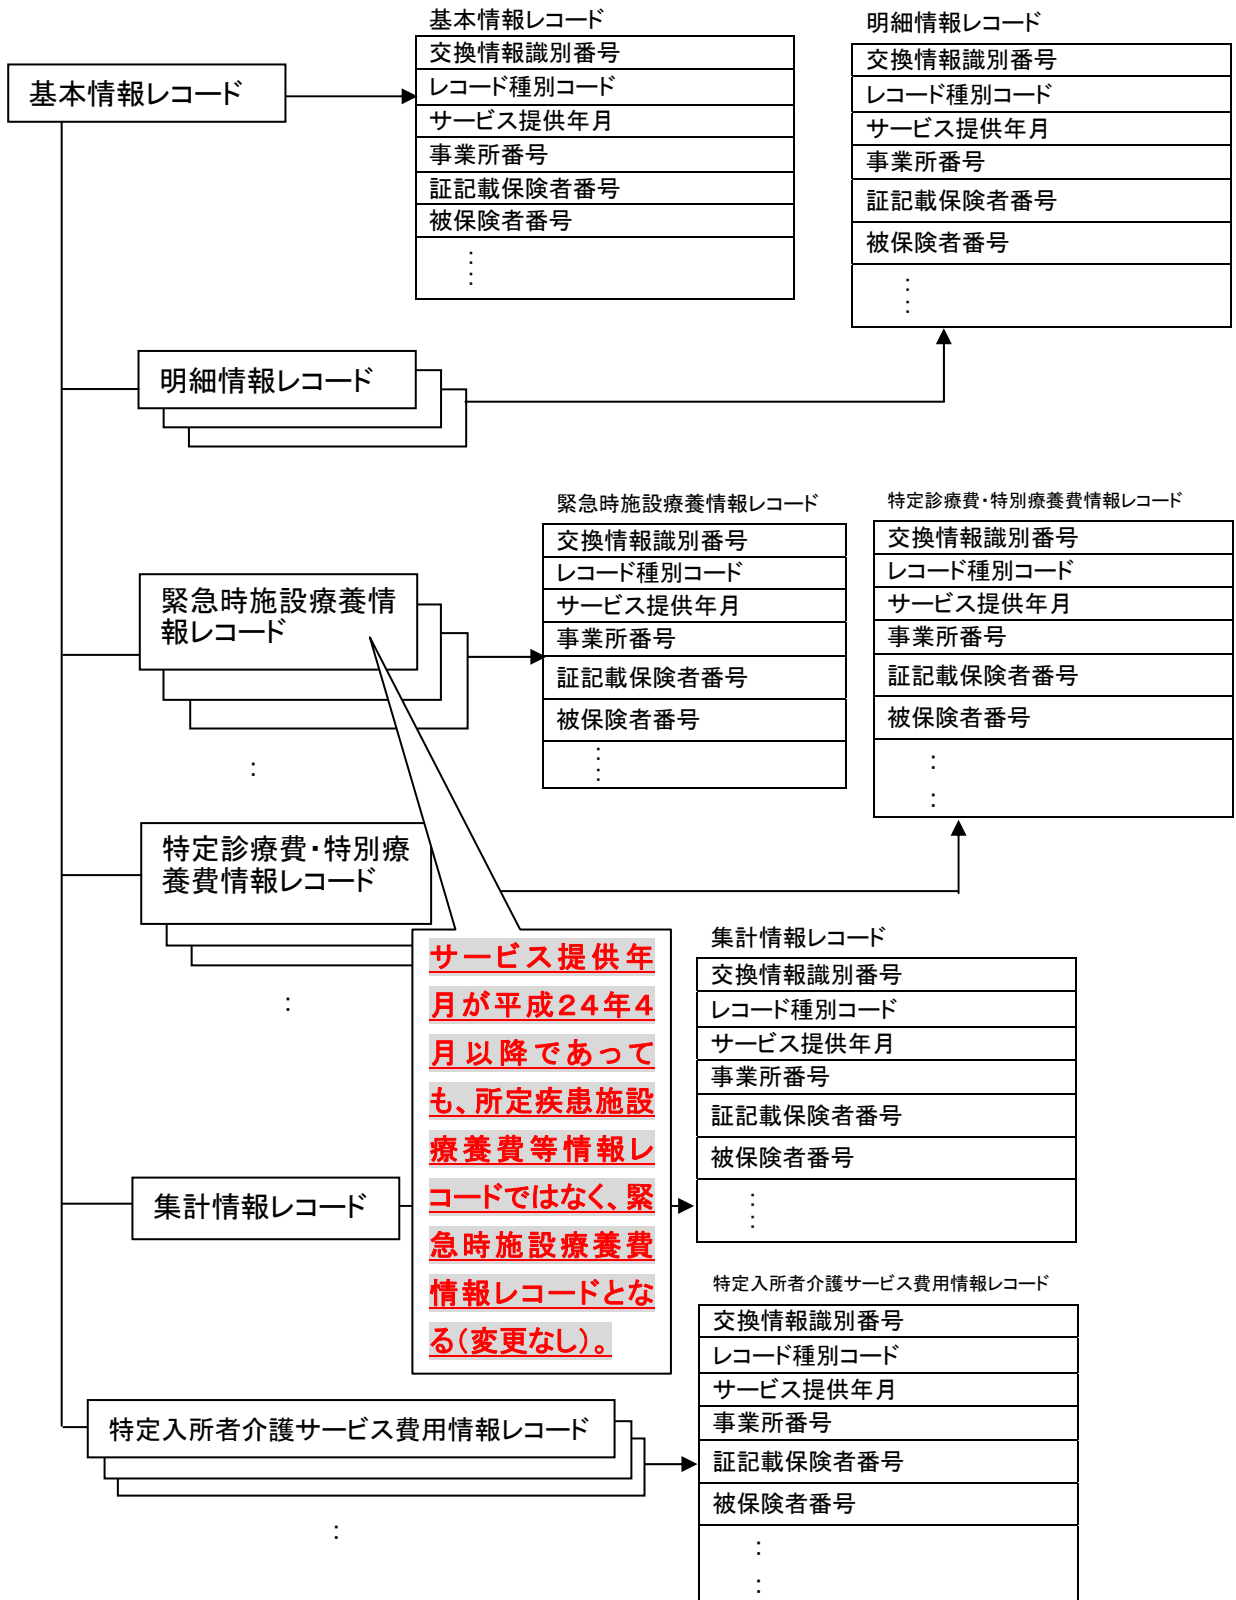 基本情報レコード
基本情報レコード
交換情報識別番号
レコード種別コード
サービス提供年月
事業所番号
証記載保険者番号
被保険者番号
：
：
明細情報レコード
交換情報識別番号
レコード種別コード
サービス提供年月
事業所番号
証記載保険者番号
被保険者番号
：
：
明細情報レコード
緊急時施設療養情
報レコード
：
緊急時施設療養情報レコード
交換情報識別番号
レコード種別コード
サービス提供年月
事業所番号
証記載保険者番号
被保険者番号
：
：
特定診療費・特別療養費情報レコード
交換情報識別番号
レコード種別コード
サービス提供年月
事業所番号
証記載保険者番号
被保険者番号
：
：
特定診療費・特別療
養費情報レコード
：
サービス提供年
月が平成２４年４
月以降であって
も、所定疾患施設
療養費等情報レ
コードではなく、緊
急時施設療養費
情報レコードとな
る（変更なし）。
集計情報レコード
集計情報レコード
交換情報識別番号
レコード種別コード
サービス提供年月
事業所番号
証記載保険者番号
被保険者番号
：
：
特定入所者介護サービス費用情報レコード
：
特定入所者介護サービス費用情報レコード
交換情報識別番号
レコード種別コード
サービス提供年月
事業所番号
証記載保険者番号
被保険者番号
：
：